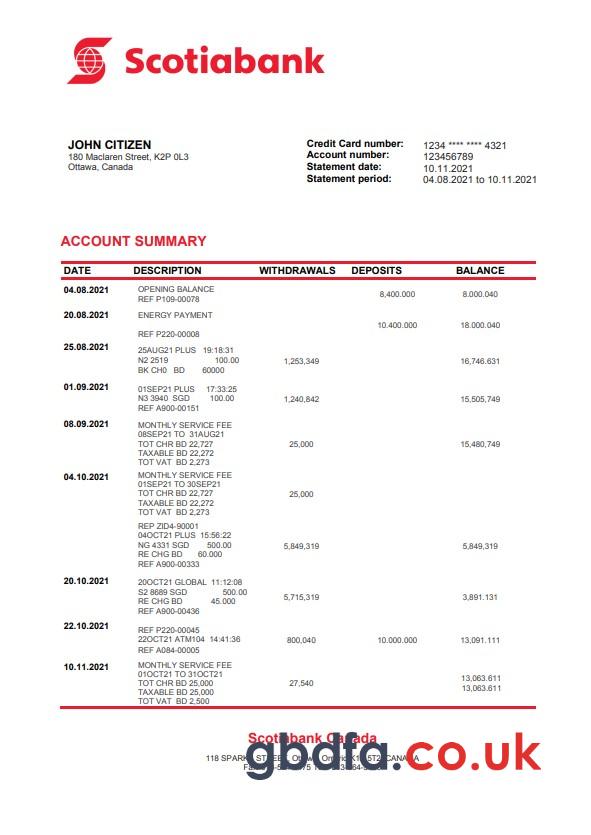 Scotiabank
JOHN CITIZEN
180 Maclaren Street, K2P 0L3
Ottawa, Canada
Credit Card number: 1234 **** **** 4321
Account number: 123456789
Statement date: 10.11.2021
Statement period: 04.08.2021 to 10.11.2021
ACCOUNT SUMMARY
DATE DESCRIPTION WITHDRAWALS DEPOSITS BALANCE
04.08.2021 OPENING BALANCE
8,400.000 8.000.040
REF P109-00078
20.08.2021 ENERGY PAYMENT
10.400.000 18.000.040
REF P220-00008
25.08.2021
25AUG21 PLUS 19:18:31
N2 2519 100.00 1,253,349 16,746.631
BK CH0 BD 60000
01.09.2021
01SEP21 PLUS 17:33:25
N3 3940 SGD 100.00 1,240,842 15,505,749
REF A900-00151
08.09.2021 MONTHLY SERVICE FEE
08SEP21 TO 31AUG21
TOT CHR BD 22,727 25,000 15,480,749
TAXABLE BD 22,272
TOT VAT BD 2,273
04.10.2021 MONTHLY SERVICE FEE
01SEP21 TO 30SEP21
TOT CHR BD 22,727 25,000
TAXABLE BD 22,272
TOT VAT BD 2,273
REP ZID4-90001
04OCT21 PLUS 15:56:22
NG 4331 SGD 500.00 5,849,319 5,849,319
RE CHG BD 60.000
REF A900-00333
20.10.2021 20OCT21 GLOBAL 11:12:08
S2 8689 SGD 500.00 5,715,319 3,891.131
RE CHG BD 45.000
REF A900-00436
22.10.2021 REF P220-00045
22OCT21 ATM104 14:41:36 800,040 10.000.000 13,091.111
REF A084-00005
10.11.2021 MONTHLY SERVICE FEE
01OCT21 TO 31OCT21 13,063.611
TOT CHR BD 25,000 27,540
TAXABLE BD 25,000 13,063.611
TOT VAT BD 2,500
Scotiabank Canada
118 SPARK STREET, Ottawa CANADA
gbdfa.co.uk